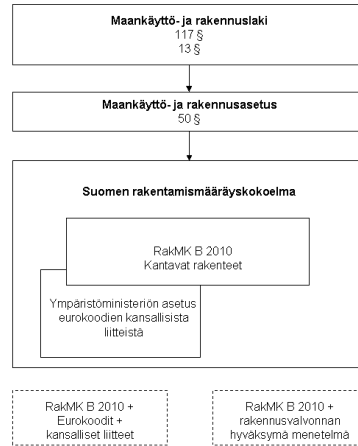 Maankäyttö- ja rakennuslaki
117 §
13 §
Maankäyttö- ja rakennusasetus
50 §
Suomen rakentamismääräyskokoelma
RakMK B 2010
Kantavat rakenteet
Ympäristöministeriön asetus
eurokoodien kansallisista
liitteistä
RakMK B 2010 +
Eurokoodit +
kansalliset liitteet
RakMK B 2010 +
rakennusvalvonnan
hyväksymä menetelmä